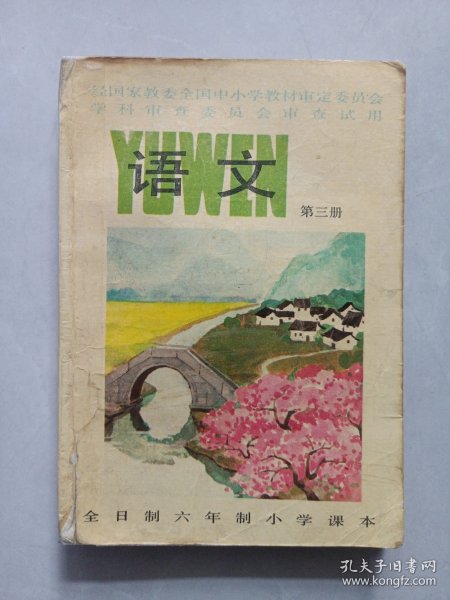 经国家教委全国中小学教材审定委员会
学科审查委员会审查试用
YUWEN
语文
第三册
全日制六年制小学课本
孔夫子旧书网
www.kongfz.com